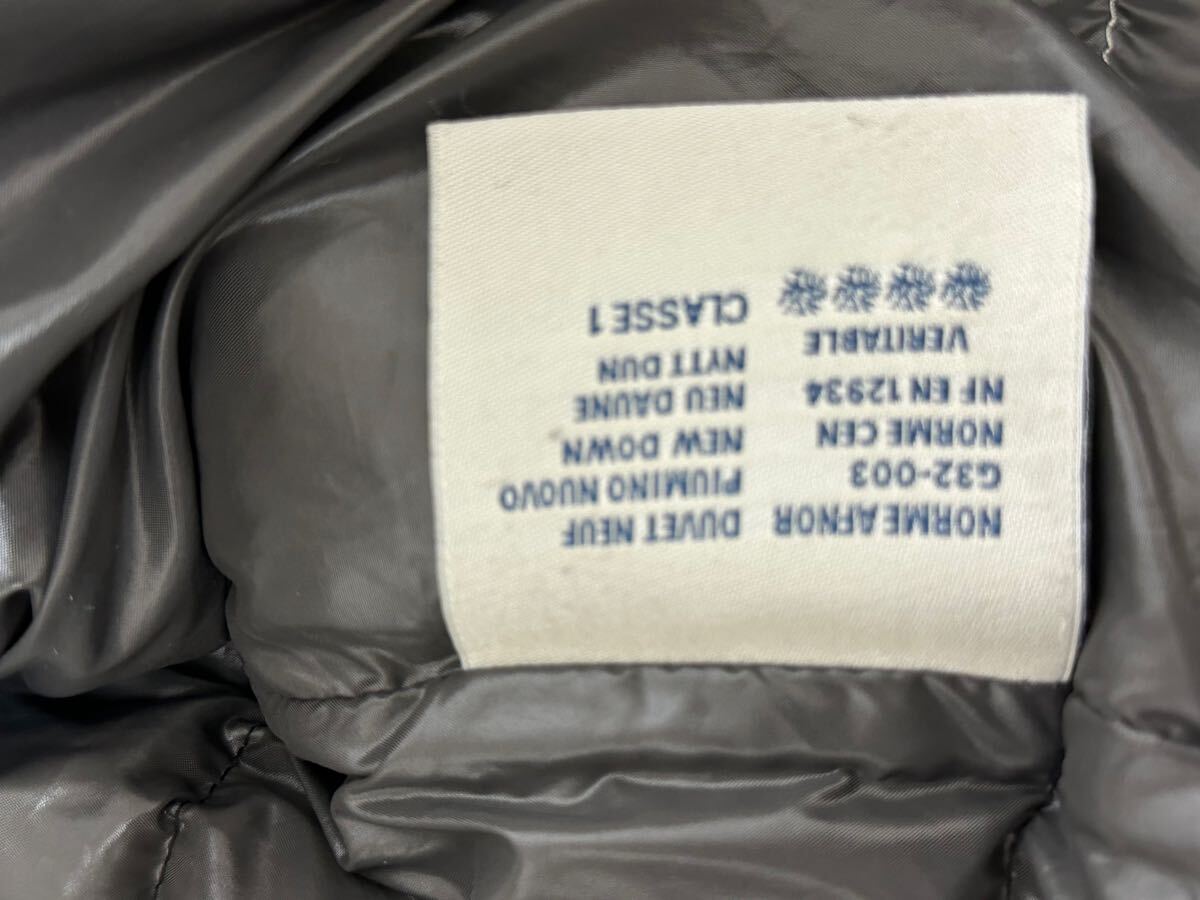 NORME AFNOR DUVET NEUF
G32-003 PIUMINO NUOVO
NORME CEN NEW DOWN
NF EN 12934 NEU DAUNE
VERITABLE NYTT DUN
CLASSE 1